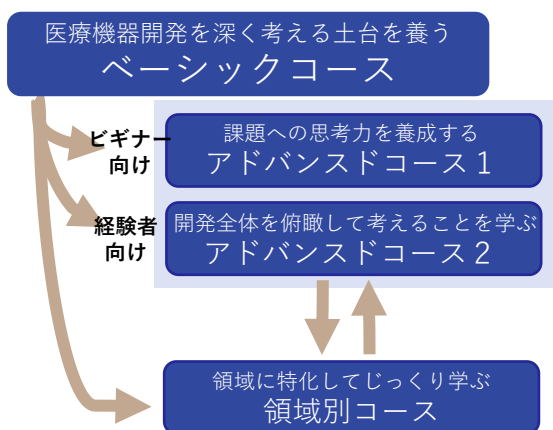 医療機器開発を深く考える土台を養う
ベーシックコース
ビギナー
向け
課題への思考力を養成する
アドバンスドコース１
経験者
向け
開発全体を俯瞰して考えることを学ぶ
アドバンスドコース２
領域に特化してじっくり学ぶ
領域別コース